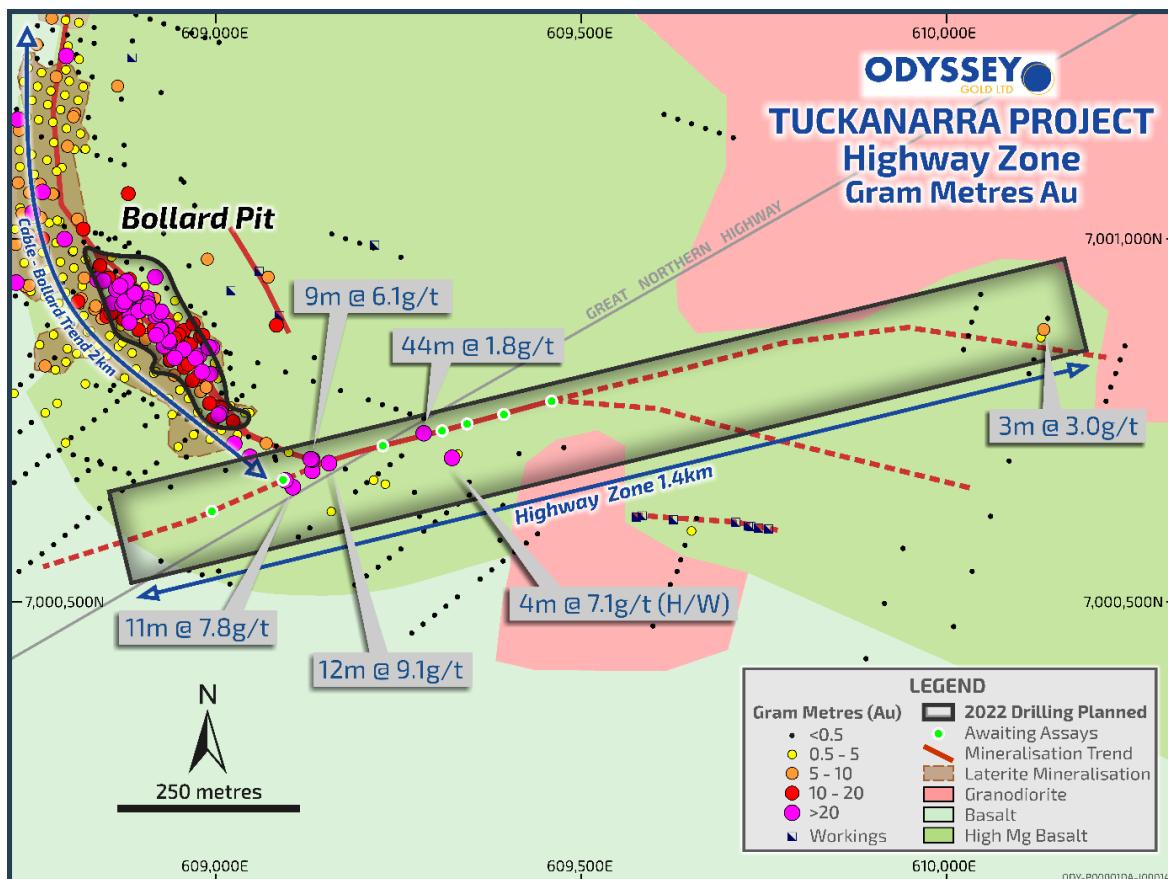 609,000E
609,500E
610,000E
ODYSSEY
GOLD LTD
TUCKANARRA PROJECT
Highway Zone
Gram Metres Au
Bollard Pit
GREAT NORTHERN HIGHWAY
7,001,000N
Cable - Bollard Trend 2km
9m @ 6.1g/t
44m @ 1.8g/t
3m @ 3.0g/t
Highway Zone 1.4km
7,000,500N
7,000,500N
4m @ 7.1g/t (H/W)
11m @ 7.8g/t
12m @ 9.1g/t
N
250 metres
LEGEND
Gram Metres (Au)
<0.5
0.5 - 5
5 - 10
10 - 20
>20
Workings
2022 Drilling Planned
Awaiting Assays
Mineralisation Trend
Laterite Mineralisation
Granodiorite
Basalt
High Mg Basalt
609,000E
609,500E
610,000E